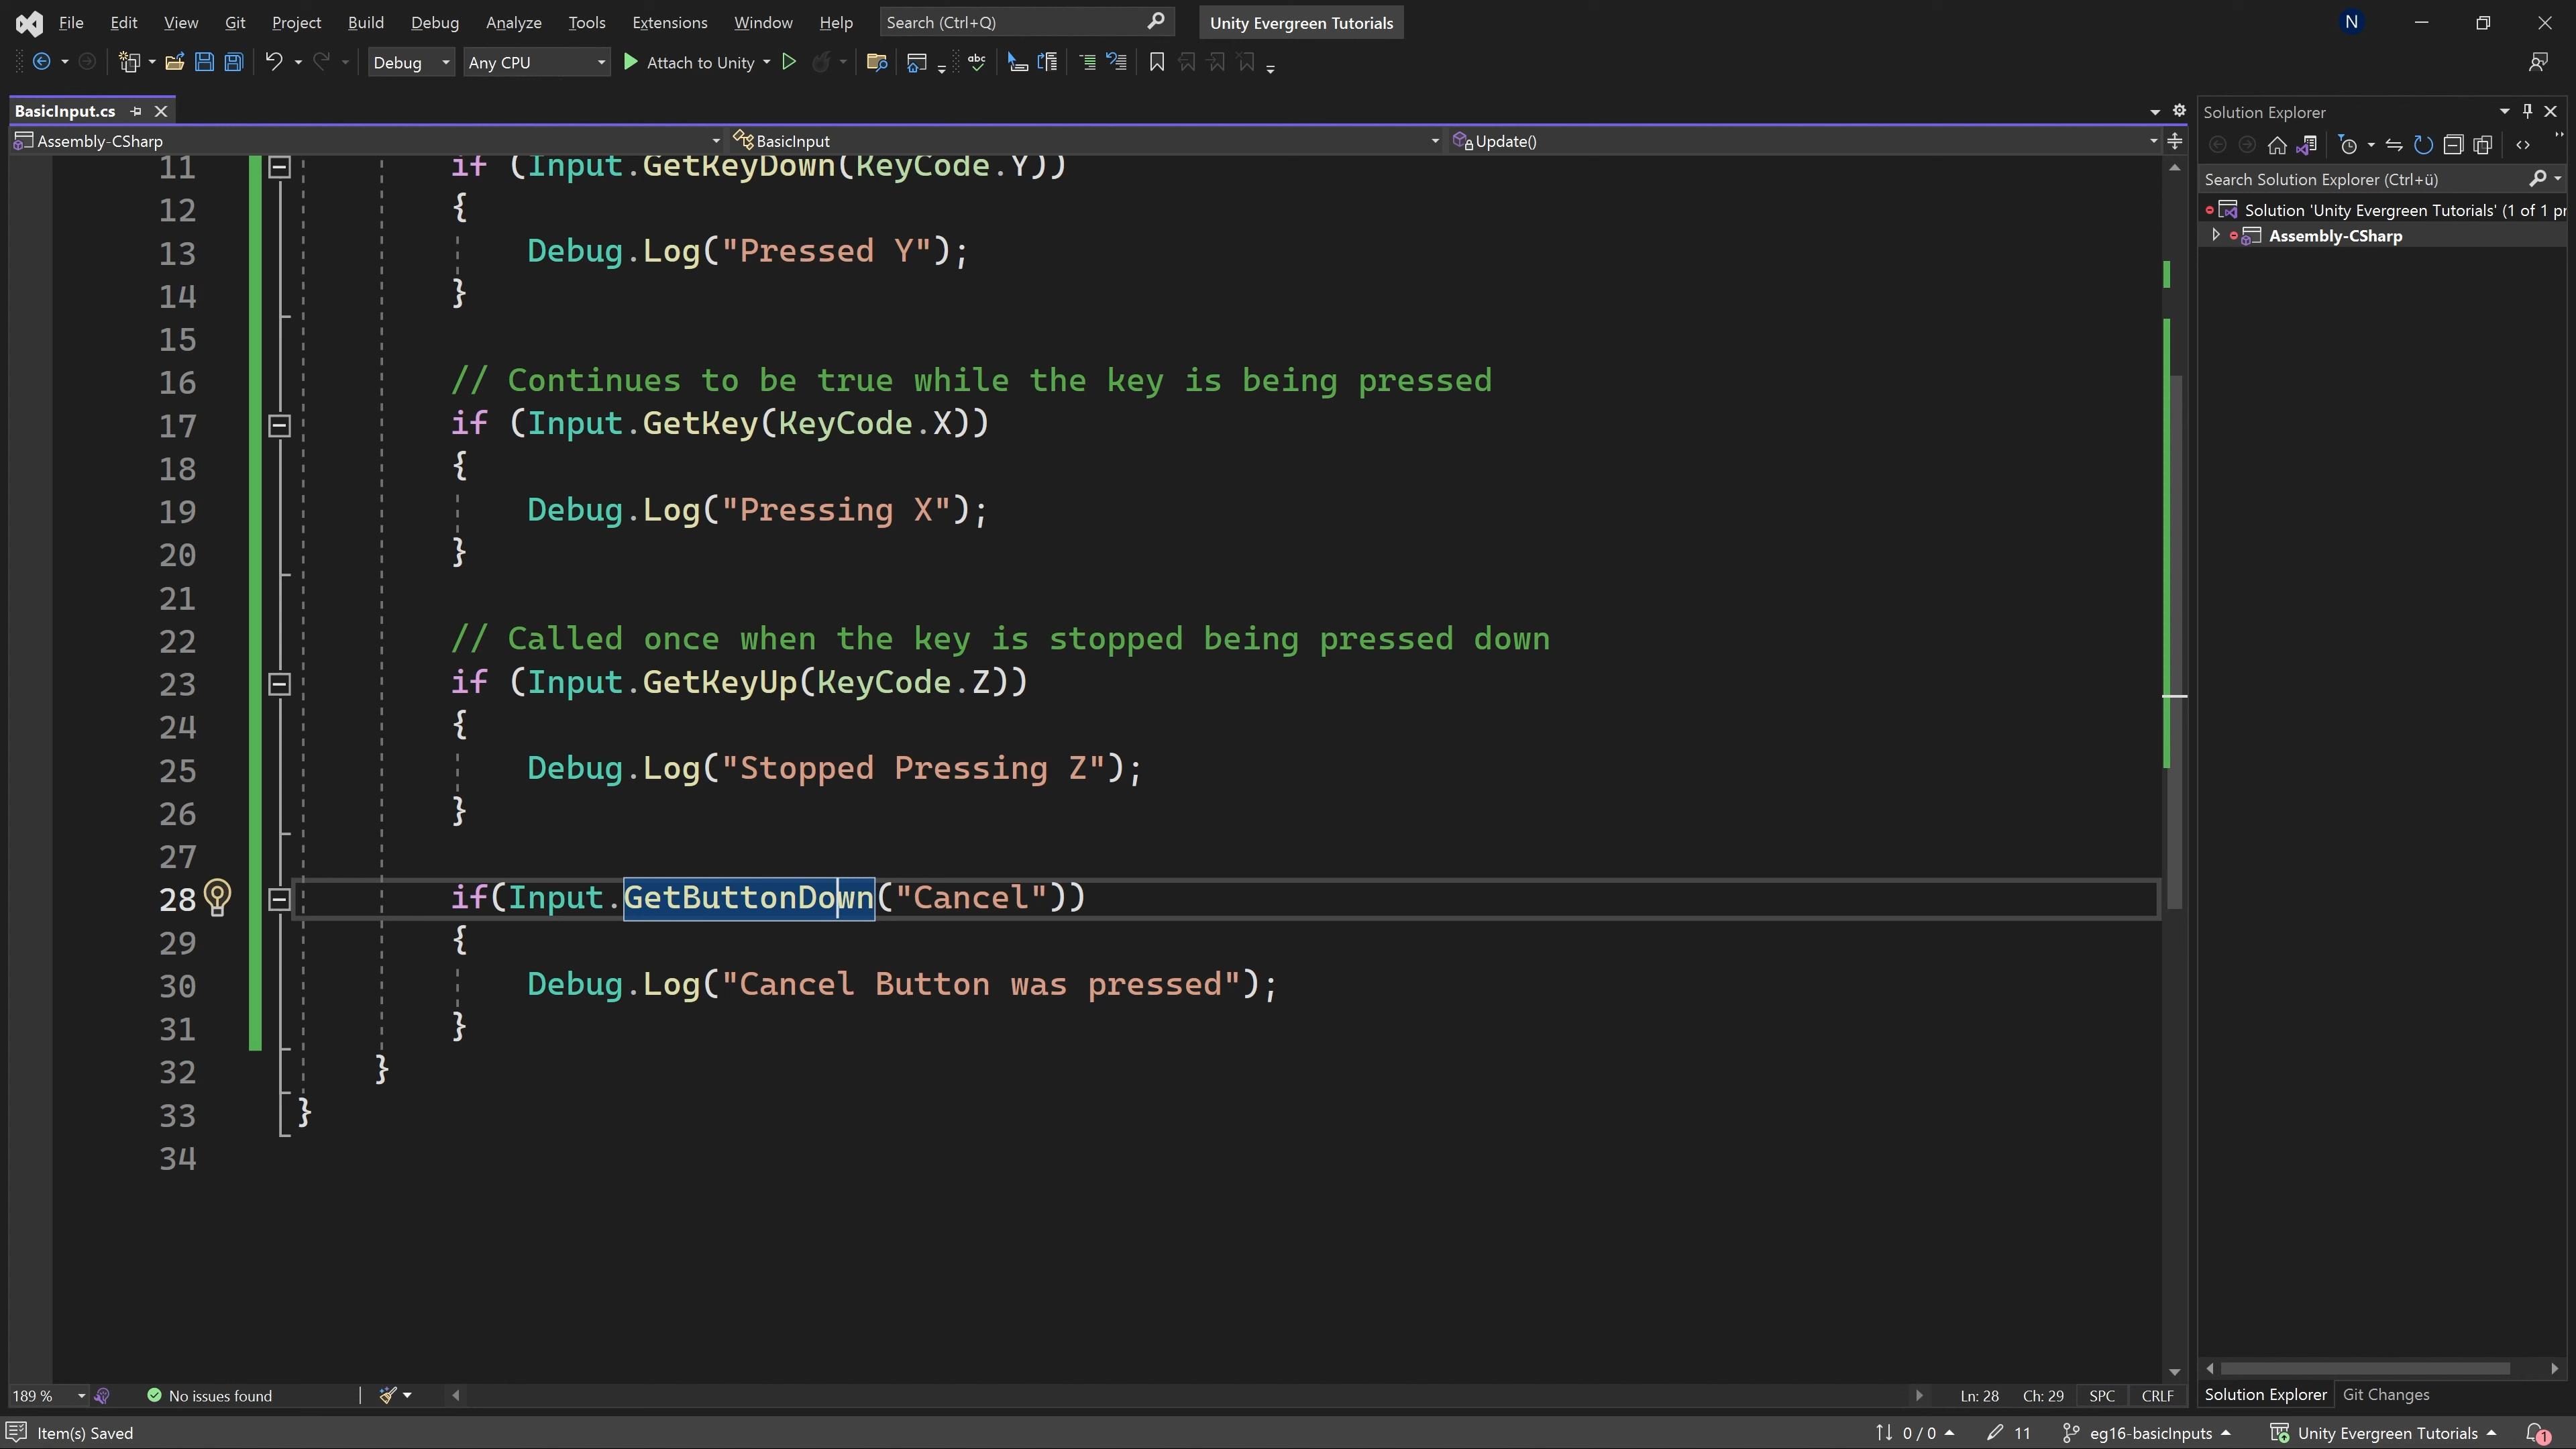 File Edit View Git Project Build Debug Analyze Tools Extensions Window Help Search (Ctrl+Q) Unity Evergreen Tutorials N
Debug Any CPU Attach to Unity abc
BasicInput.cs
Assembly-CSharp BasicInput Update()
11 if (Input.GetKeyDown(KeyCode.Y))
12 {
13 Debug.Log("Pressed Y");
14 }
15
16 // Continues to be true while the key is being pressed
17 if (Input.GetKey(KeyCode.X))
18 {
19 Debug.Log("Pressing X");
20 }
21
22 // Called once when the key is stopped being pressed down
23 if (Input.GetKeyUp(KeyCode.Z))
24 {
25 Debug.Log("Stopped Pressing Z");
26 }
27
28 if(Input.GetButtonDown("Cancel"))
29 {
30 Debug.Log("Cancel Button was pressed");
31 }
32 }
33 }
34
Solution Explorer
Search Solution Explorer (Ctrl+ü)
Solution 'Unity Evergreen Tutorials' (1 of 1 pr
Assembly-CSharp
189 % No issues found Ln: 28 Ch: 29 SPC CRLF
Solution Explorer Git Changes
Item(s) Saved 0 / 0 11 eg16-basicInputs Unity Evergreen Tutorials 1